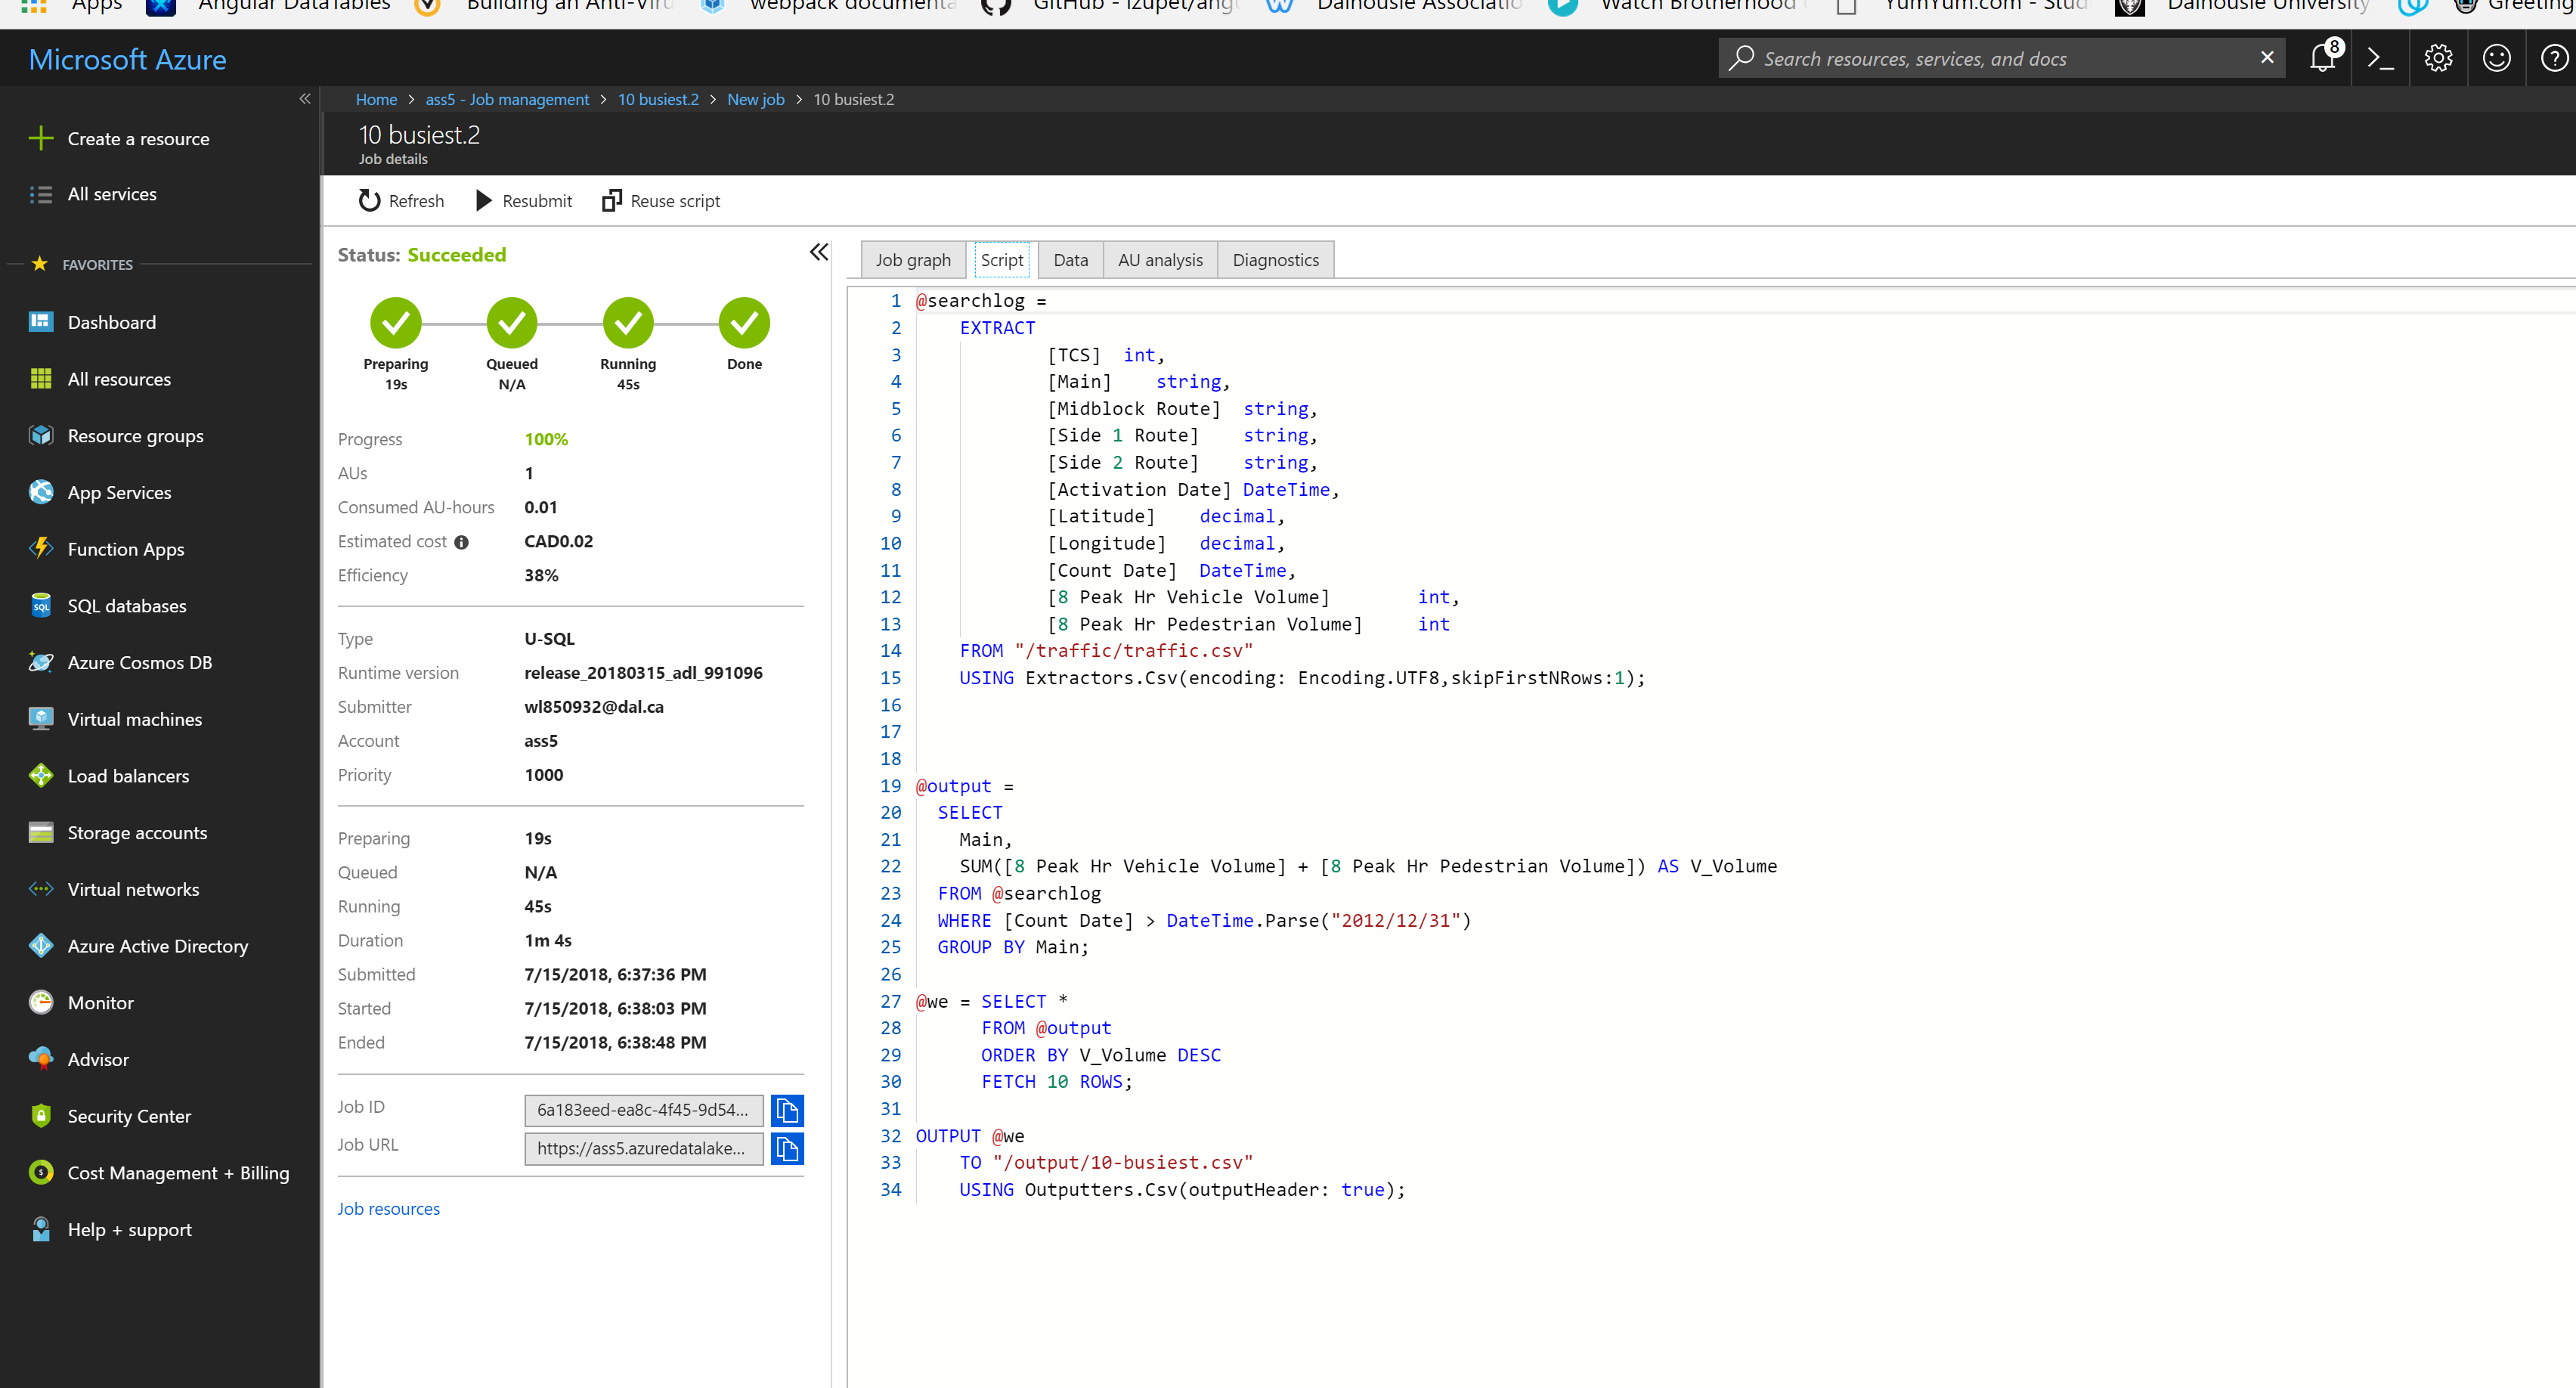 Apps Angular DataTables Building an Anti-Viru webpack documenta GitHub - Izupet/angu Dalhousie Associatio Watch Brotherhood YumYum.com - Stud Dalhousie University Greeting
Microsoft Azure
Search resources, services, and docs
8
Home > ass5 - Job management > 10 busiest.2 > New job > 10 busiest.2
10 busiest.2
Job details
Create a resource
All services
FAVORITES
Dashboard
All resources
Resource groups
App Services
Function Apps
SQL databases
Azure Cosmos DB
Virtual machines
Load balancers
Storage accounts
Virtual networks
Azure Active Directory
Monitor
Advisor
Security Center
Cost Management + Billing
Help + support
Refresh Resubmit Reuse script
Status: Succeeded
Preparing Queued Running Done
19s N/A 45s
Progress 100%
AUs 1
Consumed AU-hours 0.01
Estimated cost CAD0.02
Efficiency 38%
Type U-SQL
Runtime version release_20180315_adl_991096
Submitter wl850932@dal.ca
Account ass5
Priority 1000
Preparing 19s
Queued N/A
Running 45s
Duration 1m 4s
Submitted 7/15/2018, 6:37:36 PM
Started 7/15/2018, 6:38:03 PM
Ended 7/15/2018, 6:38:48 PM
Job ID 6a183eed-ea8c-4f45-9d54...
Job URL https://ass5.azuredatalake...
Job resources
Job graph Script Data AU analysis Diagnostics
1 @searchlog =
2 EXTRACT
3 [TCS] int,
4 [Main] string,
5 [Midblock Route] string,
6 [Side 1 Route] string,
7 [Side 2 Route] string,
8 [Activation Date] DateTime,
9 [Latitude] decimal,
10 [Longitude] decimal,
11 [Count Date] DateTime,
12 [8 Peak Hr Vehicle Volume] int,
13 [8 Peak Hr Pedestrian Volume] int
14 FROM "/traffic/traffic.csv"
15 USING Extractors.Csv(encoding: Encoding.UTF8,skipFirstNRows:1);
16
17
18
19 @output =
20 SELECT
21 Main,
22 SUM([8 Peak Hr Vehicle Volume] + [8 Peak Hr Pedestrian Volume]) AS V_Volume
23 FROM @searchlog
24 WHERE [Count Date] > DateTime.Parse("2012/12/31")
25 GROUP BY Main;
26
27 @we = SELECT *
28 FROM @output
29 ORDER BY V_Volume DESC
30 FETCH 10 ROWS;
31
32 OUTPUT @we
33 TO "/output/10-busiest.csv"
34 USING Outputters.Csv(outputHeader: true);